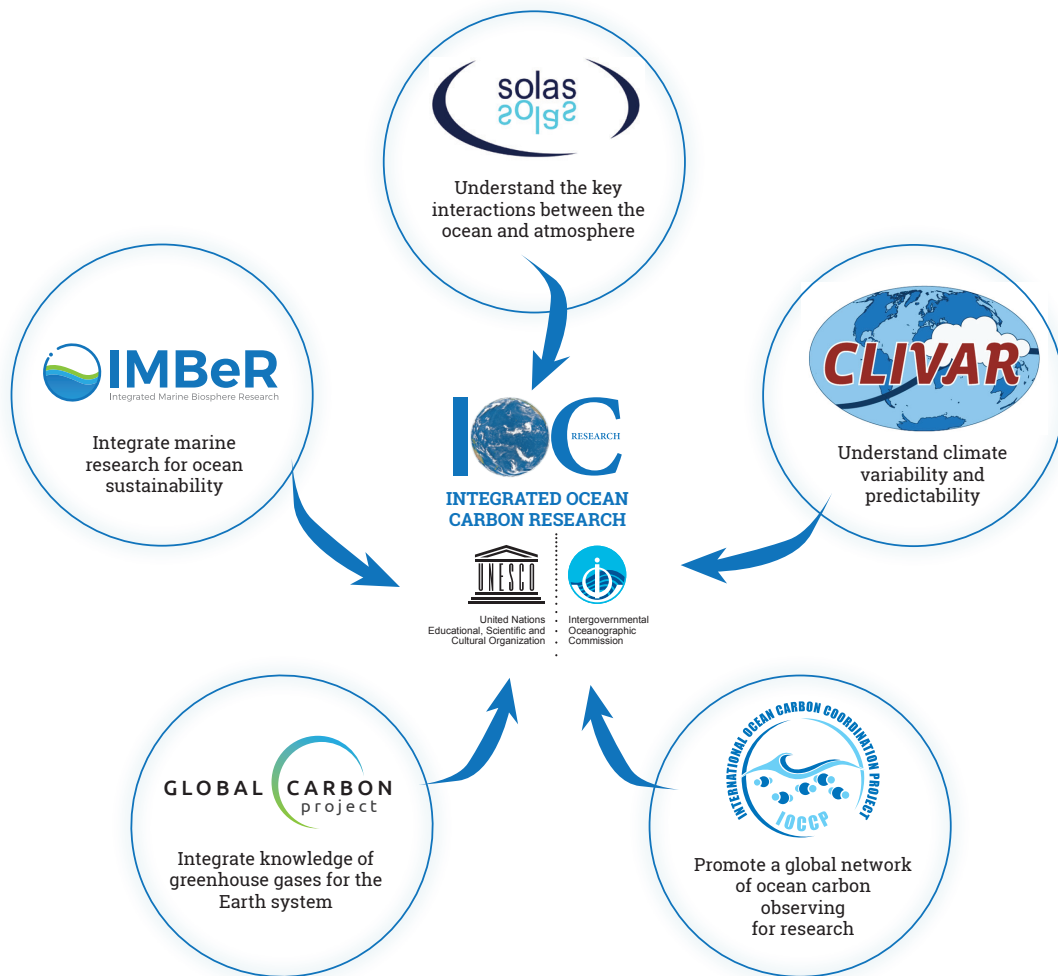 solas
solas
Understand the key
interactions between the
ocean and atmosphere
IMBeR
Integrated Marine Biosphere Research
Integrate marine
research for ocean
sustainability
CLIVAR
Understand climate
variability and
predictability
IOC
RESEARCH
INTEGRATED OCEAN
CARBON RESEARCH
UNESCO
United Nations
Educational, Scientific and
Cultural Organization
Intergovernmental
Oceanographic
Commission
GLOBAL CARBON
project
Integrate knowledge of
greenhouse gases for the
Earth system
INTERNATIONAL OCEAN CARBON COORDINATION PROJECT
IOCCP
Promote a global network
of ocean carbon
observing
for research